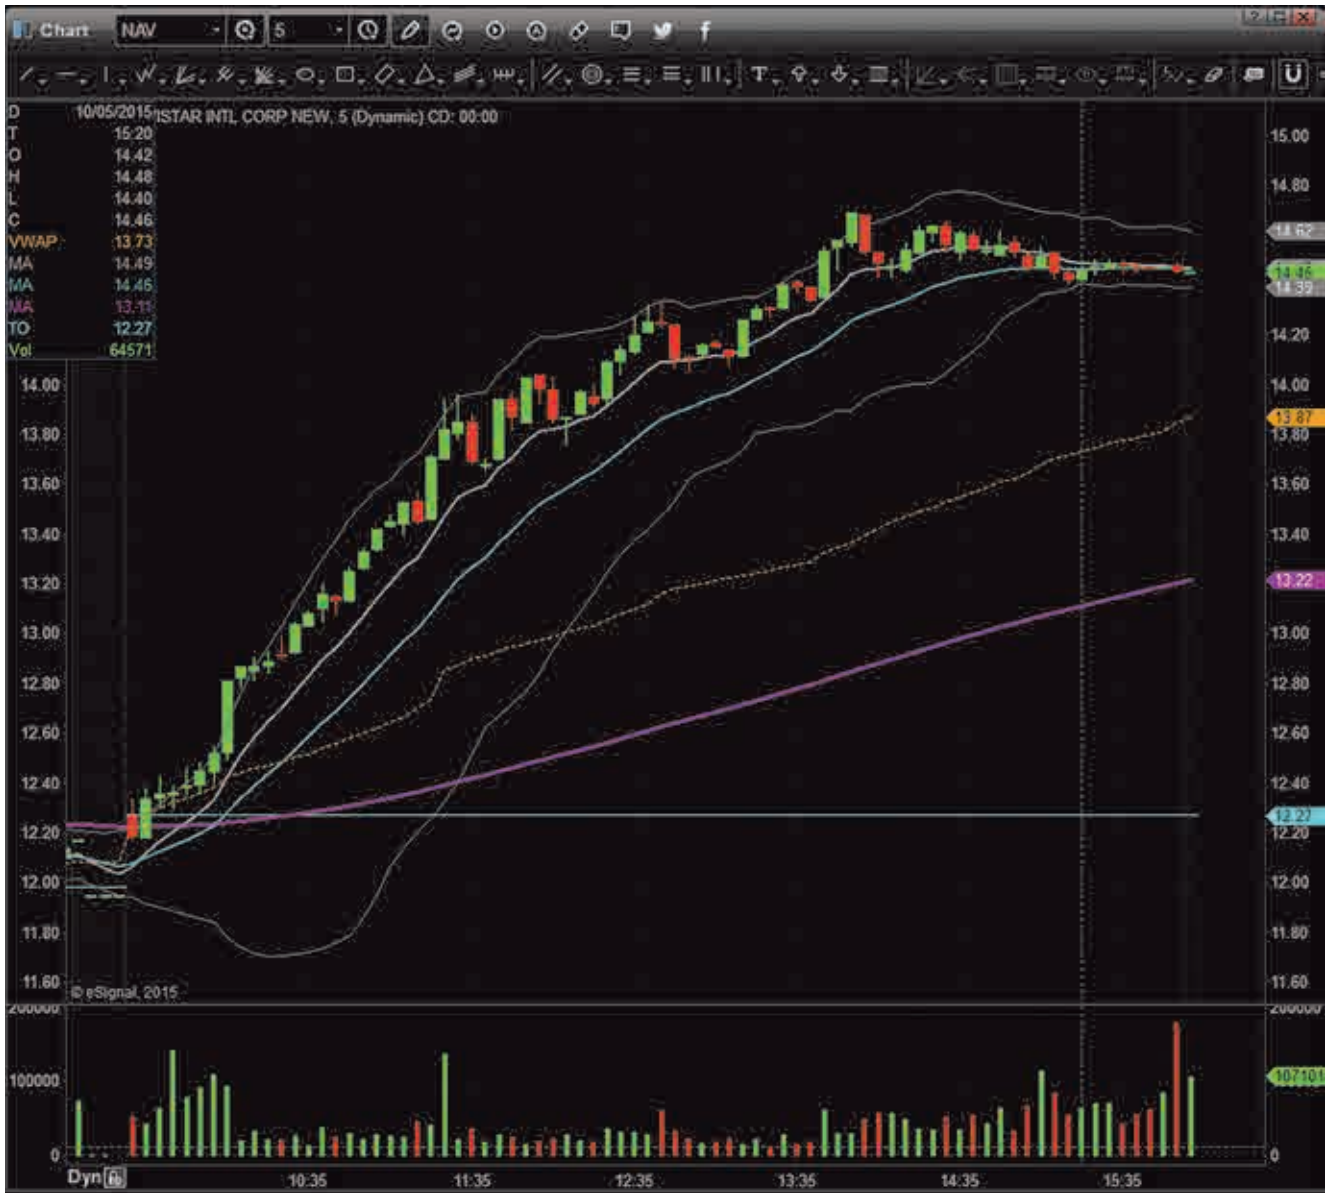 Chart NAV 5
D 10/05/2015 ISTAR INTL CORP NEW, 5 (Dynamic) CD: 00:00
T 15:20
O 14.42
H 14.48
L 14.40
C 14.46
VWAP 13.73
MA 14.49
MA 14.46
MA 13.11
TO 12.27
Vol 64571
15.00
14.80
14.62
14.46
14.39
14.20 14.20
14.00 14.00
13.87
13.80 13.80
13.60 13.60
13.40 13.40
13.22
13.20
13.00 13.00
12.80 12.80
12.60 12.60
12.40 12.40
12.27
12.20 12.20
12.00 12.00
11.80 11.80
11.60 11.60
© eSignal, 2015
200000 200000
100000 107101
0 0
Dyn 10:35 11:35 12:35 13:35 14:35 15:35